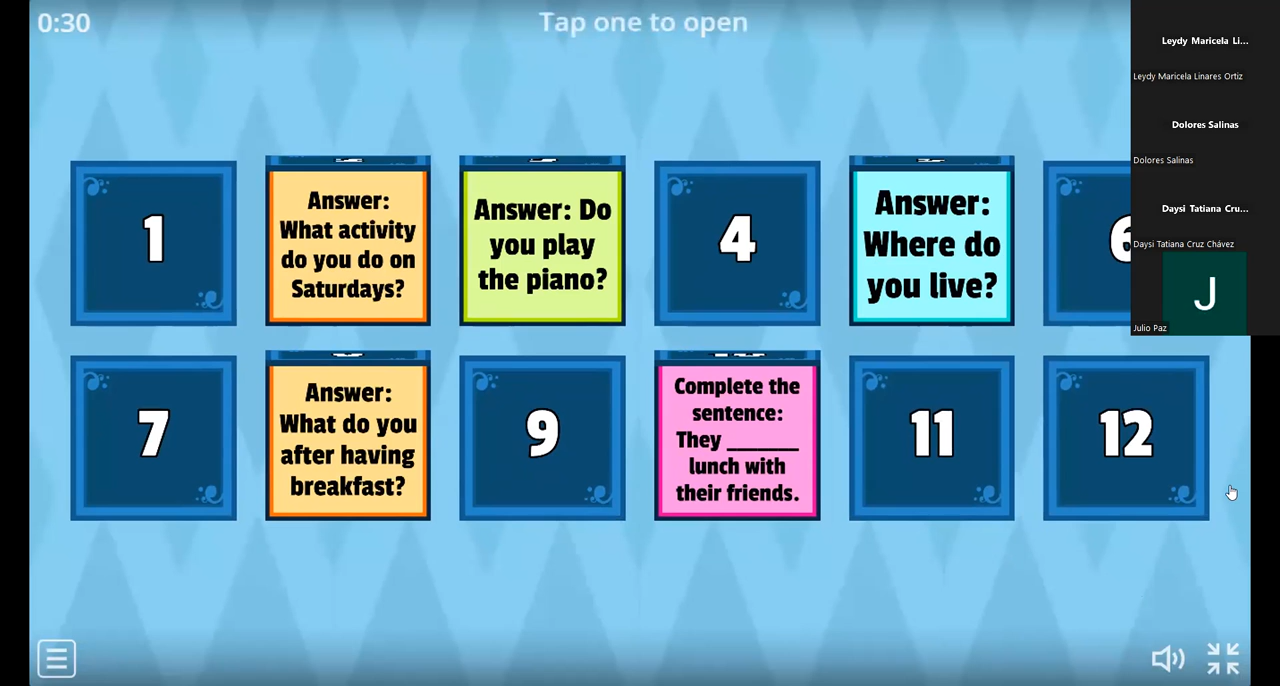 0:30
Tap one to open
Leydy Maricela Li...
Leydy Maricela Linares Ortiz
Dolores Salinas
Dolores Salinas
Daysi Tatiana Cru...
Daysi Tatiana Cruz Chávez
J
Julio Paz
1
Answer:
What activity
do you do on
Saturdays?
Answer: Do
you play
the piano?
4
Answer:
Where do
you live?
6
7
Answer:
What do you
after having
breakfast?
9
Complete the
sentence:
They ______
lunch with
their friends.
11
12